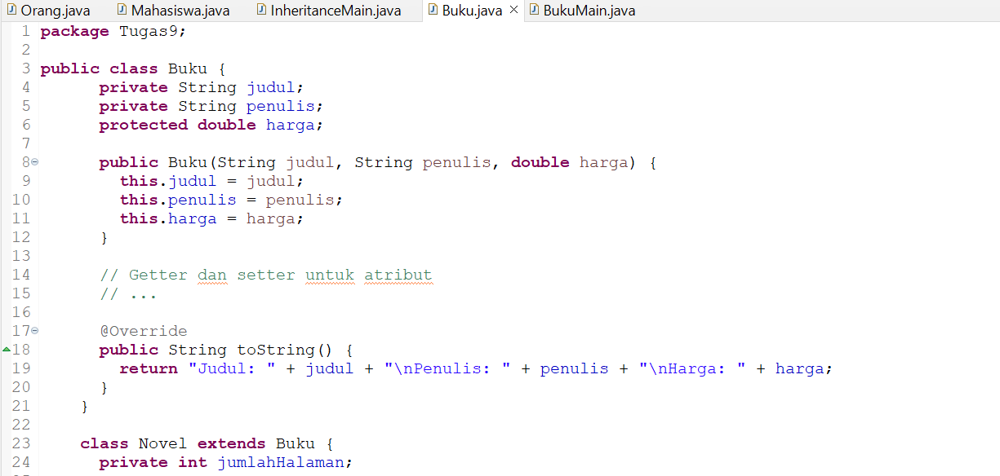 Orang.java Mahasiswa.java InheritanceMain.java Buku.java BukuMain.java
1 package Tugas9;
2
3 public class Buku {
4 private String judul;
5 private String penulis;
6 protected double harga;
7
8 public Buku(String judul, String penulis, double harga) {
9 this.judul = judul;
10 this.penulis = penulis;
11 this.harga = harga;
12 }
13
14 // Getter dan setter untuk atribut
15 // ...
16
17 @Override
18 public String toString() {
19 return "Judul: " + judul + "\nPenulis: " + penulis + "\nHarga: " + harga;
20 }
21 }
22
23 class Novel extends Buku {
24 private int jumlahHalaman;